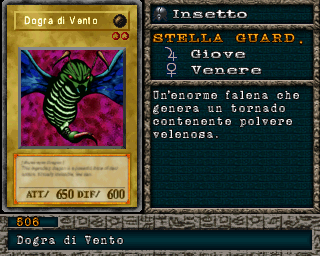 Dogra di Vento
ATT/ 650 DIF/ 600
Insetto
STELLA GUARD.
Giove
Venere
Un'enorme falena che
genera un tornado
contenente polvere
velenosa.
506
Dogra di Vento